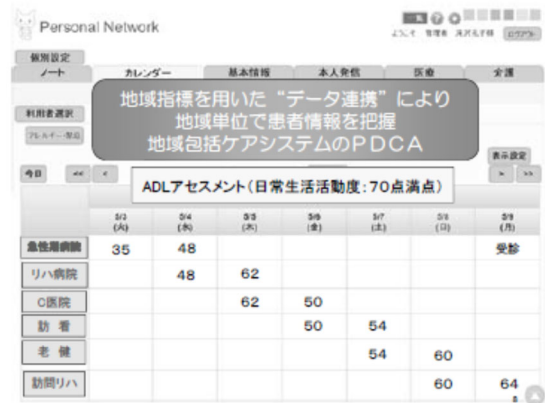 Personal Network
個別設定
ノート
カレンダー
基本情報
本人発信
医療
介護
利用者選択
地域指標を用いた“データ連携”により
地域単位で患者情報を把握
地域包括ケアシステムのPDCA
表示設定
今日
<<
<
>
>>
ADLアセスメント(日常生活活動度:70点満点)
5/3 5/4 5/5 5/6 5/7 5/8 5/9
(火) (水) (木) (金) (土) (日) (月)
急性期病院 35 48 受診
リハ病院 48 62
C医院 62 50
訪看 50 54
老健 54 60
訪問リハ 60 64